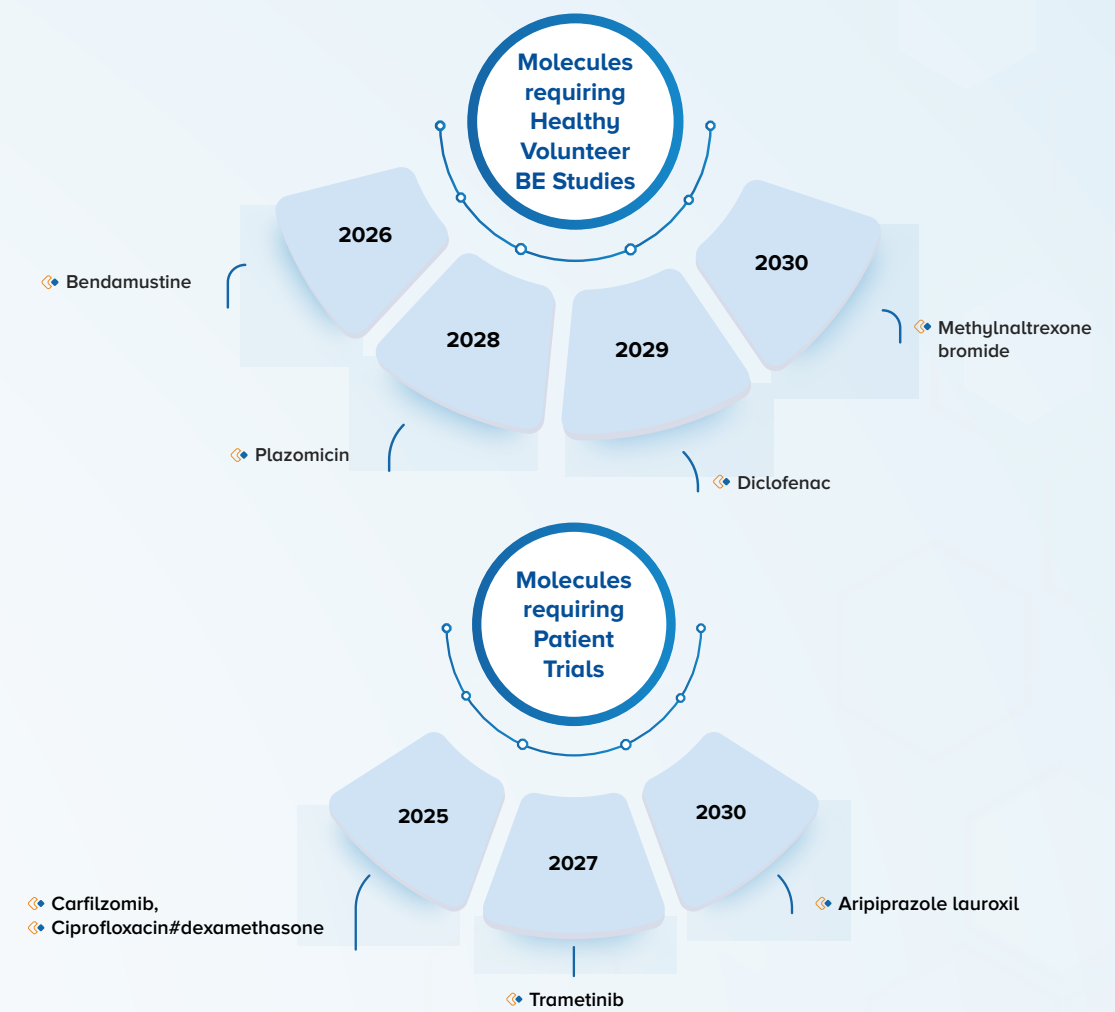 Molecules
requiring
Healthy
Volunteer
BE Studies
2026
Bendamustine
2028
Plazomicin
2029
Diclofenac
2030
Methylnaltrexone
bromide
Molecules
requiring
Patient
Trials
2025
Carfilzomib,
Ciprofloxacin#dexamethasone
2027
Trametinib
2030
Aripiprazole lauroxil